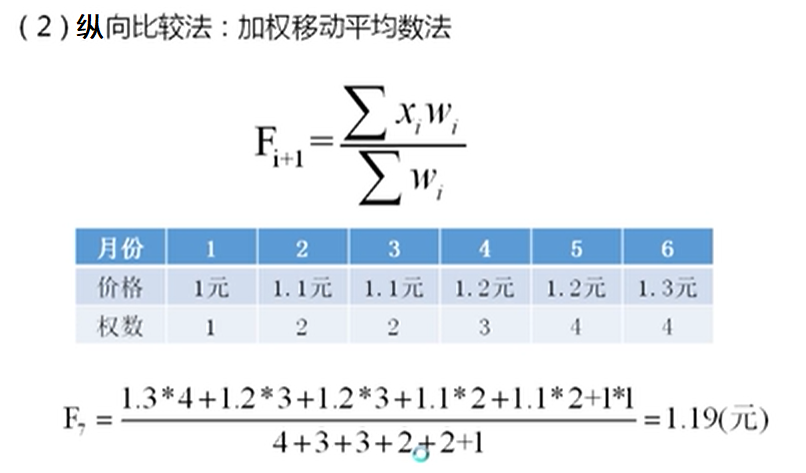 （2）纵向比较法：加权移动平均数法
F_{i+1} = \frac{\sum x_i w_i}{\sum w_i}
月份 1 2 3 4 5 6
价格 1元 1.1元 1.1元 1.2元 1.2元 1.3元
权数 1 2 2 3 4 4
F_7 = \frac{1.3*4+1.2*3+1.2*3+1.1*2+1.1*2+1*1}{4+3+3+2+2+1} = 1.19(元)